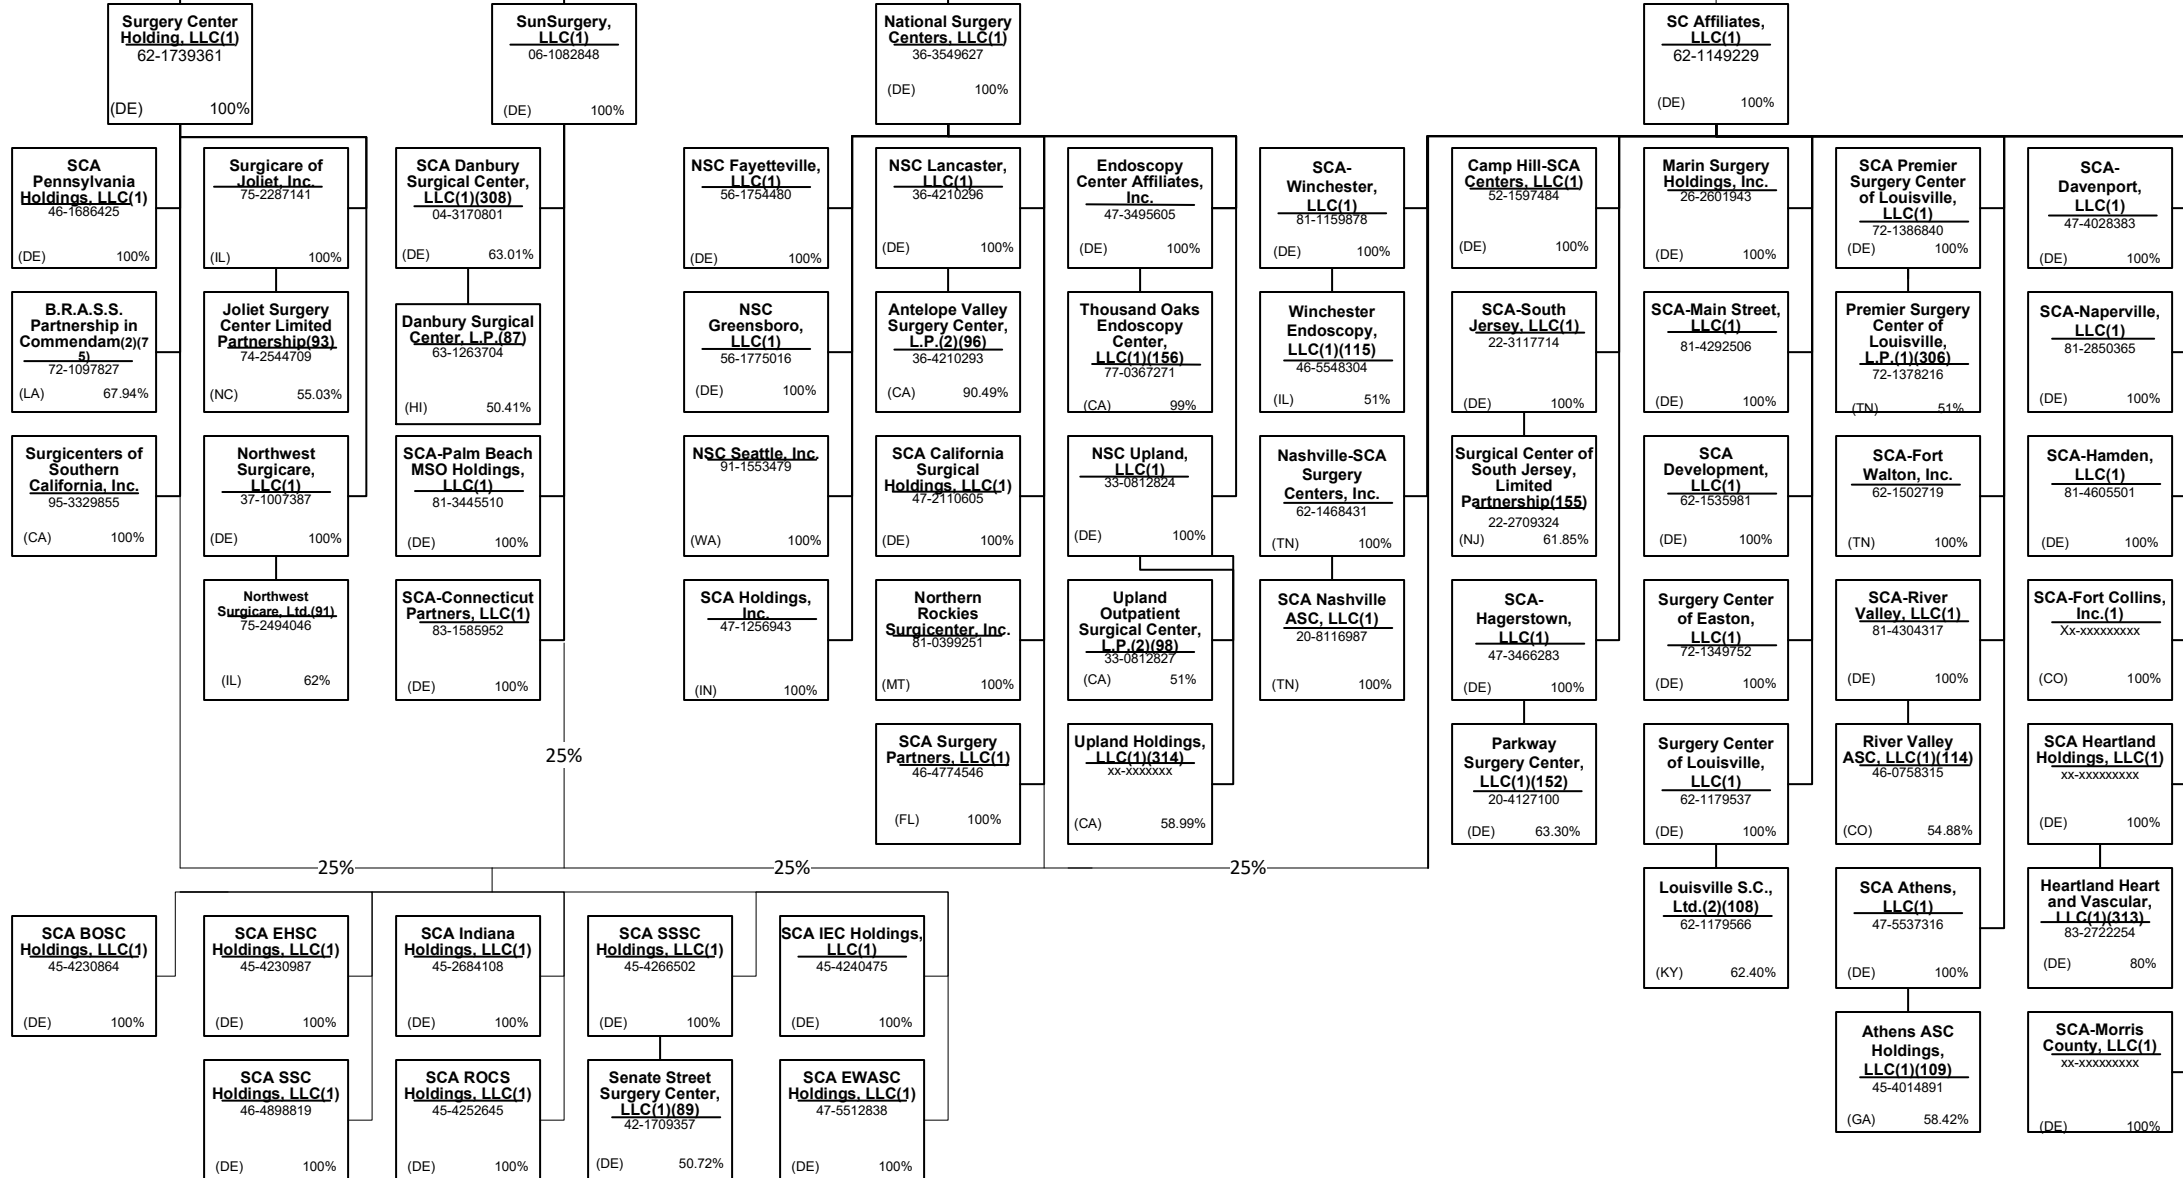 Surgery Center
Holding, LLC(1)
62-1739361
(DE) 100%
SunSurgery,
LLC(1)
06-1082848
(DE) 100%
National Surgery
Centers, LLC(1)
36-3549627
(DE) 100%
SC Affiliates,
LLC(1)
62-1149229
(DE) 100%
SCA
Pennsylvania
Holdings, LLC(1)
46-1686425
(DE) 100%
Surgicare of
Joliet, Inc.
75-2287141
(IL) 100%
SCA Danbury
Surgical Center,
LLC(1)(308)
04-3170801
(DE) 63.01%
NSC Fayetteville,
LLC(1)
56-1754480
(DE) 100%
NSC Lancaster,
LLC(1)
36-4210296
(DE) 100%
Endoscopy
Center Affiliates,
Inc.
47-3495605
(DE) 100%
SCA-
Winchester,
LLC(1)
81-1159878
(DE) 100%
Camp Hill-SCA
Centers, LLC(1)
52-1597484
(DE) 100%
Marin Surgery
Holdings, Inc.
26-2601943
(DE) 100%
SCA Premier
Surgery Center
of Louisville,
LLC(1)
72-1386840
(DE) 100%
SCA-
Davenport,
LLC(1)
47-4028383
(DE) 100%
B.R.A.S.S.
Partnership in
Commendam(2)(7
5)
72-1097827
(LA) 67.94%
Joliet Surgery
Center Limited
Partnership(93)
74-2544709
(NC) 55.03%
Danbury Surgical
Center, L.P.(87)
63-1263704
(HI) 50.41%
NSC
Greensboro,
LLC(1)
56-1775016
(DE) 100%
Antelope Valley
Surgery Center,
L.P.(2)(96)
36-4210293
(CA) 90.49%
Thousand Oaks
Endoscopy
Center,
LLC(1)(156)
77-0367271
(CA) 99%
Winchester
Endoscopy,
LLC(1)(115)
46-5548304
(IL) 51%
SCA-South
Jersey, LLC(1)
22-3117714
(DE) 100%
SCA-Main Street,
LLC(1)
81-4292506
(DE) 100%
Premier Surgery
Center of
Louisville,
L.P.(1)(306)
72-1378216
(TN) 51%
SCA-Naperville,
LLC(1)
81-2850365
(DE) 100%
Surgicenters of
Southern
California, Inc.
95-3329855
(CA) 100%
Northwest
Surgicare,
LLC(1)
37-1007387
(DE) 100%
SCA-Palm Beach
MSO Holdings,
LLC(1)
81-3445510
(DE) 100%
NSC Seattle, Inc.
91-1553479
(WA) 100%
SCA California
Surgical
Holdings, LLC(1)
47-2110605
(DE) 100%
NSC Upland,
LLC(1)
33-0812824
(DE) 100%
Nashville-SCA
Surgery
Centers, Inc.
62-1468431
(TN) 100%
Surgical Center of
South Jersey,
Limited
Partnership(155)
22-2709324
(NJ) 61.85%
SCA
Development,
LLC(1)
62-1535981
(DE) 100%
SCA-Fort
Walton, Inc.
62-1502719
(TN) 100%
SCA-Hamden,
LLC(1)
81-4605501
(DE) 100%
Northwest
Surgicare, Ltd.(91)
75-2494046
(IL) 62%
SCA-Connecticut
Partners, LLC(1)
83-1585952
(DE) 100%
SCA Holdings,
Inc.
47-1256943
(IN) 100%
Northern
Rockies
Surgicenter, Inc.
81-0399251
(MT) 100%
Upland
Outpatient
Surgical Center,
L.P.(2)(98)
33-0812827
(CA) 51%
SCA Nashville
ASC, LLC(1)
20-8116987
(TN) 100%
SCA-
Hagerstown,
LLC(1)
47-3466283
(DE) 100%
Surgery Center
of Easton,
LLC(1)
72-1349752
(DE) 100%
SCA-River
Valley, LLC(1)
81-4304317
(DE) 100%
SCA-Fort Collins,
Inc.(1)
Xx-xxxxxxxxx
(CO) 100%
25%
SCA Surgery
Partners, LLC(1)
46-4774546
(FL) 100%
Upland Holdings,
LLC(1)(314)
xx-xxxxxxx
(CA) 58.99%
Parkway
Surgery Center,
LLC(1)(152)
20-4127100
(DE) 63.30%
Surgery Center
of Louisville,
LLC(1)
62-1179537
(DE) 100%
River Valley
ASC, LLC(1)(114)
46-0758315
(CO) 54.88%
SCA Heartland
Holdings, LLC(1)
xx-xxxxxxxxx
(DE) 100%
25% 25% 25%
Louisville S.C.,
Ltd.(2)(108)
62-1179566
(KY) 62.40%
SCA Athens,
LLC(1)
47-5537316
(DE) 100%
Heartland Heart
and Vascular,
LLC(1)(313)
83-2722254
(DE) 80%
SCA BOSC
Holdings, LLC(1)
45-4230864
(DE) 100%
SCA EHSC
Holdings, LLC(1)
45-4230987
(DE) 100%
SCA Indiana
Holdings, LLC(1)
45-2684108
(DE) 100%
SCA SSSC
Holdings, LLC(1)
45-4266502
(DE) 100%
SCA IEC Holdings,
LLC(1)
45-4240475
(DE) 100%
Athens ASC
Holdings,
LLC(1)(109)
45-4014891
(GA) 58.42%
SCA-Morris
County, LLC(1)
xx-xxxxxxxxx
(DE) 100%
SCA SSC
Holdings, LLC(1)
46-4898819
(DE) 100%
SCA ROCS
Holdings, LLC(1)
45-4252645
(DE) 100%
Senate Street
Surgery Center,
LLC(1)(89)
42-1709357
(DE) 50.72%
SCA EWASC
Holdings, LLC(1)
47-5512838
(DE) 100%